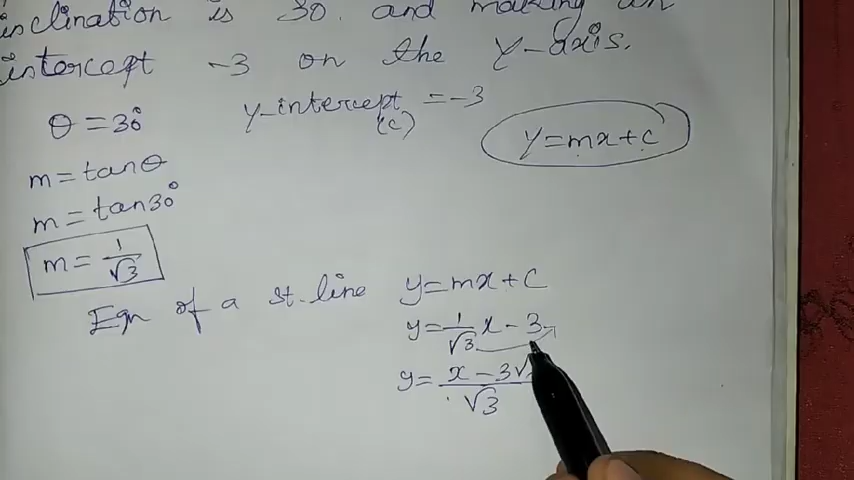 inclination is 30. and making an
intercept -3 on the Y-axis.
θ = 30° Y-intercept = -3
(c)
y=mx+c
m = tanθ
m = tan30°
m = 1/√3
Eqn of a st. line y=mx+c
y = 1/√3 x - 3
y = x - 3√ / √3